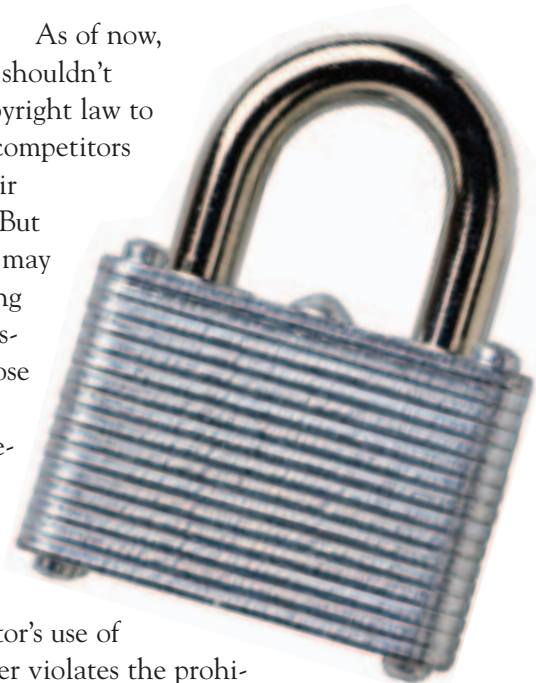 As of now,
shouldn't
yright law to
competitors
ir
But
may
ng
s-
ose
e-
tor's use of
er violates the prohi-